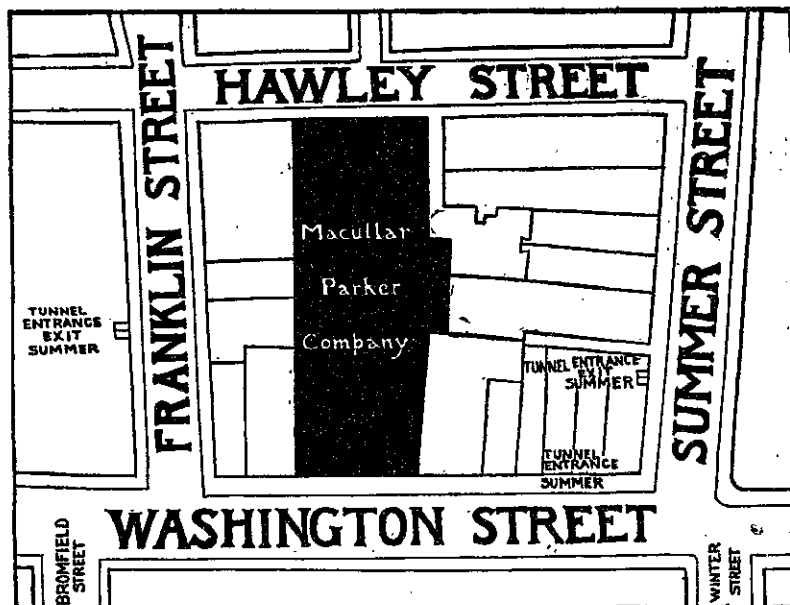 HAWLEY STREET
FRANKLIN STREET
SUMMER STREET
Macullar
Parker
Company
TUNNEL
ENTRANCE
EXIT
SUMMER
TUNNEL ENTRANCE
EXIT
SUMMER
TUNNEL
ENTRANCE
SUMMER
WASHINGTON STREET
BROMFIELD
STREET
WINTER
STREET